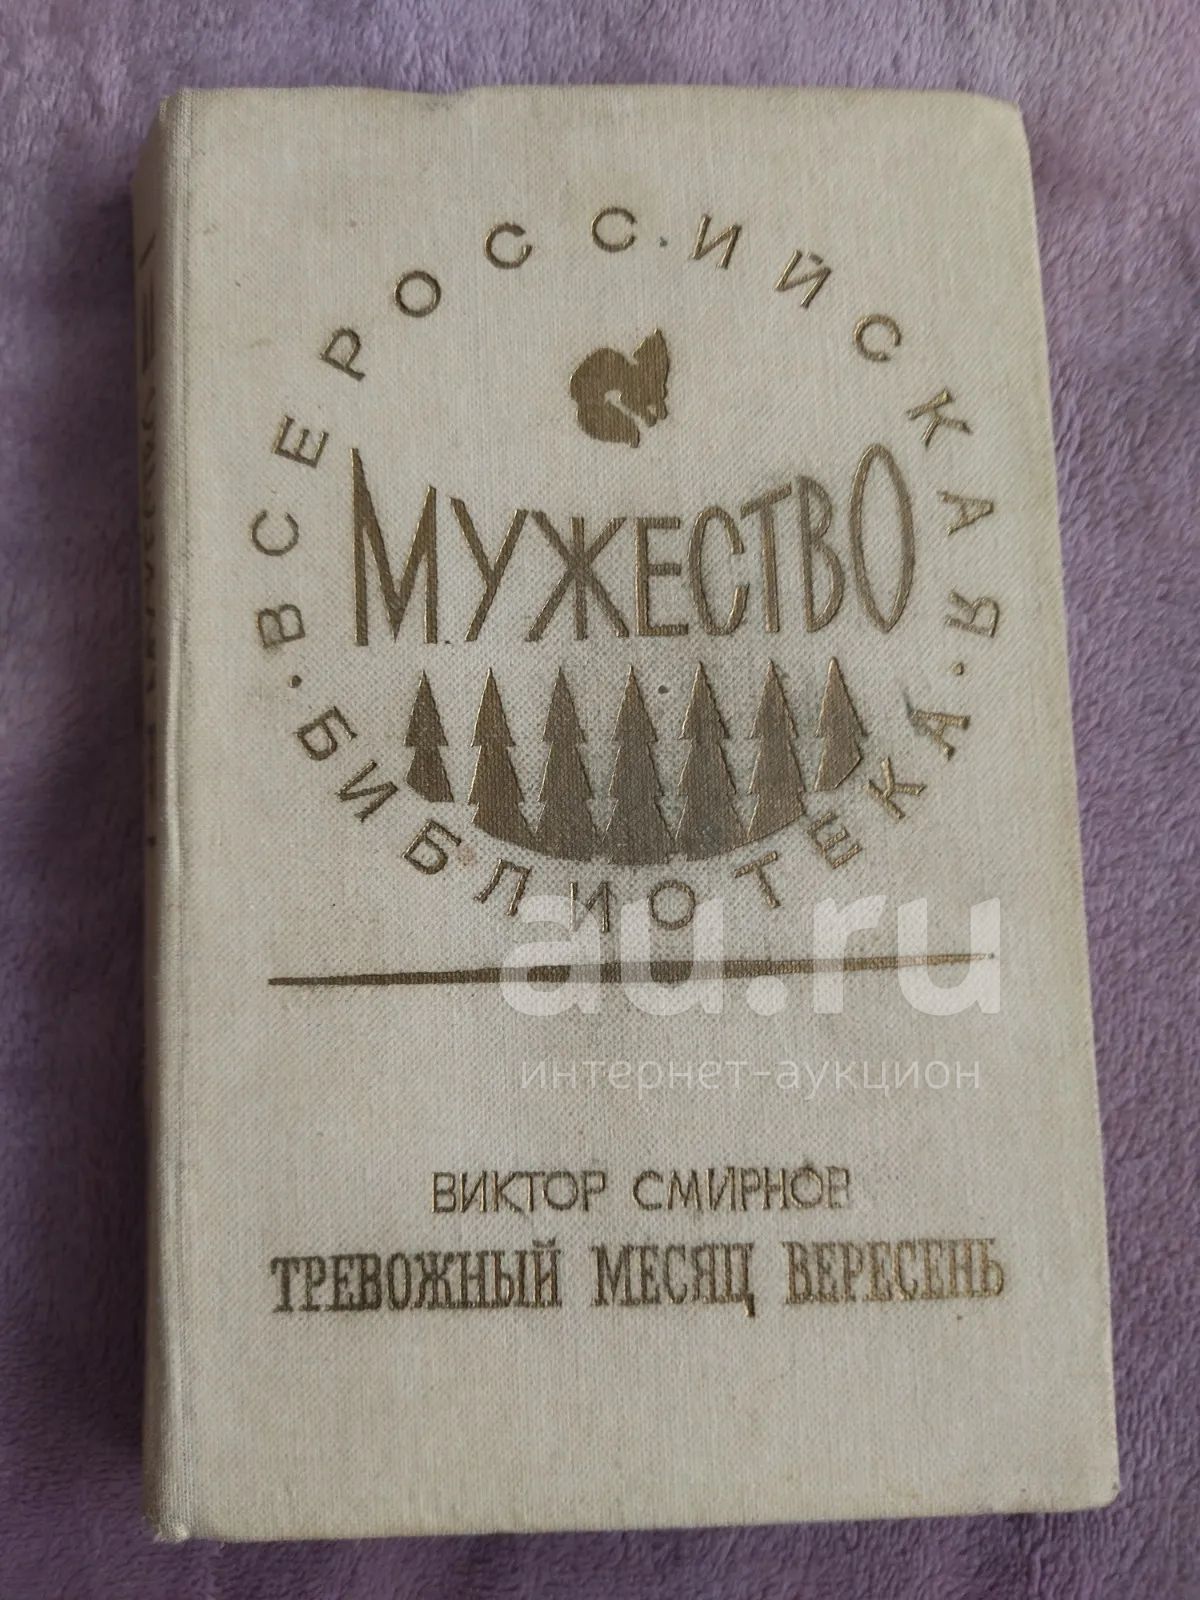 ВСЕРОССИЙСКАЯ
МУЖЕСТВО
БИБЛИОТЕКА
au.ru
интернет-аукцион
ВИКТОР СМИРНОВ
ТРЕВОЖНЫЙ МЕСЯЦ ВЕРЕСЕНЬ